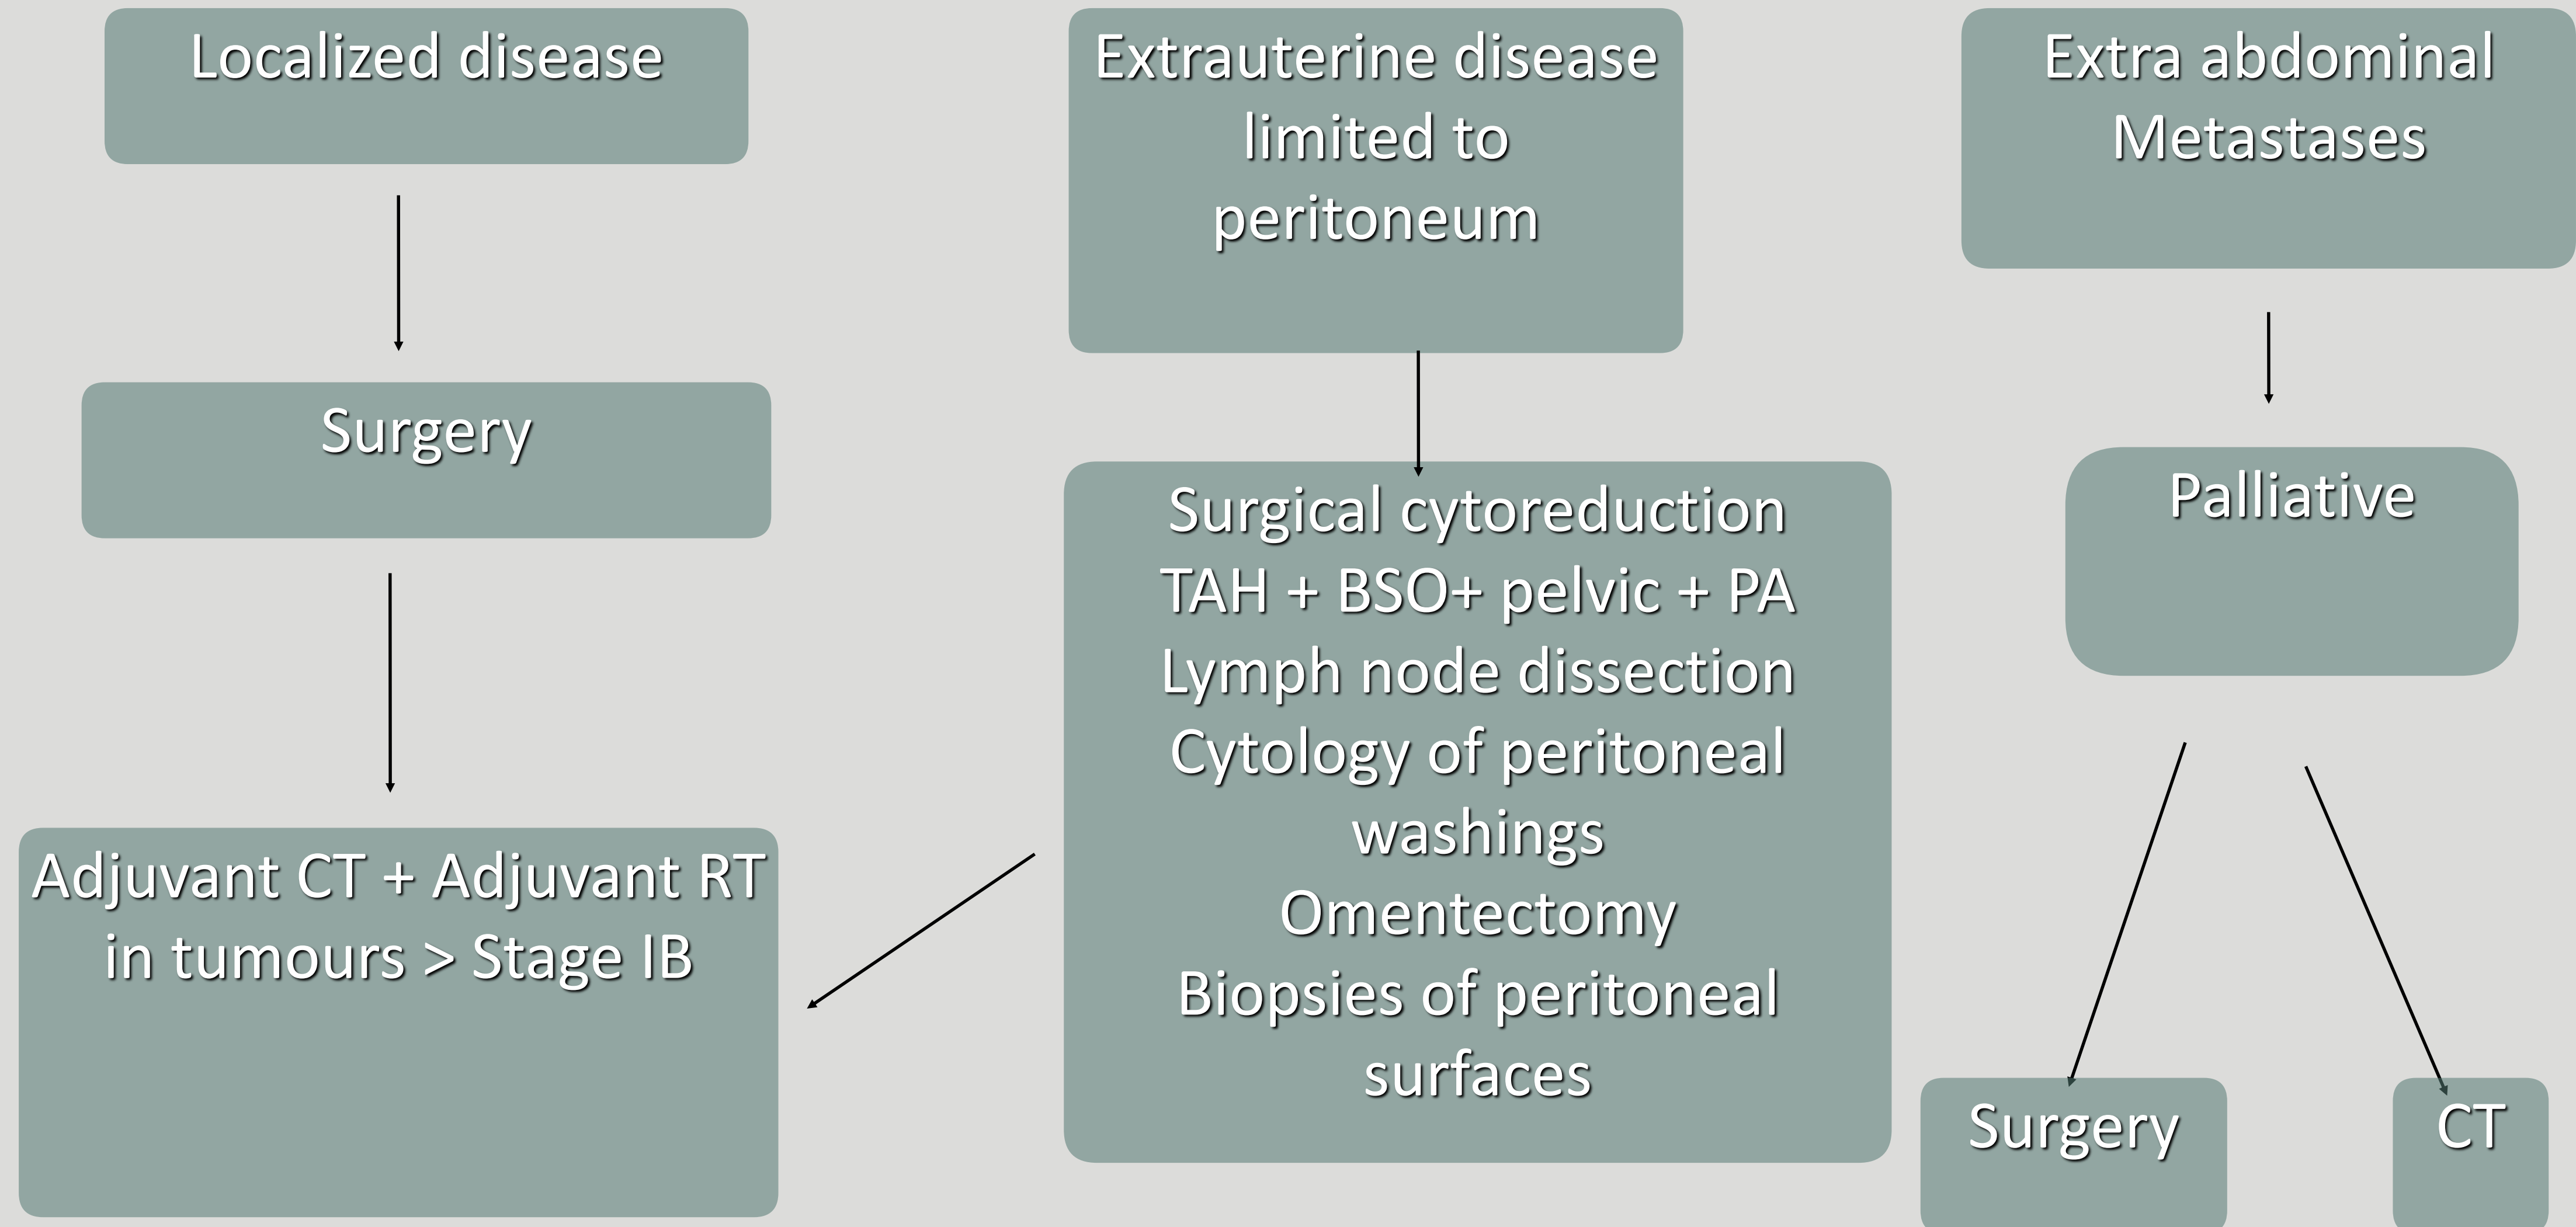 Localized disease
Surgery
Adjuvant CT + Adjuvant RT
in tumours > Stage IB
Extrauterine disease
limited to
peritoneum
Surgical cytoreduction
TAH + BSO+ pelvic + PA
Lymph node dissection
Cytology of peritoneal
washings
Omentectomy
Biopsies of peritoneal
surfaces
Extra abdominal
Metastases
Palliative
Surgery
CT